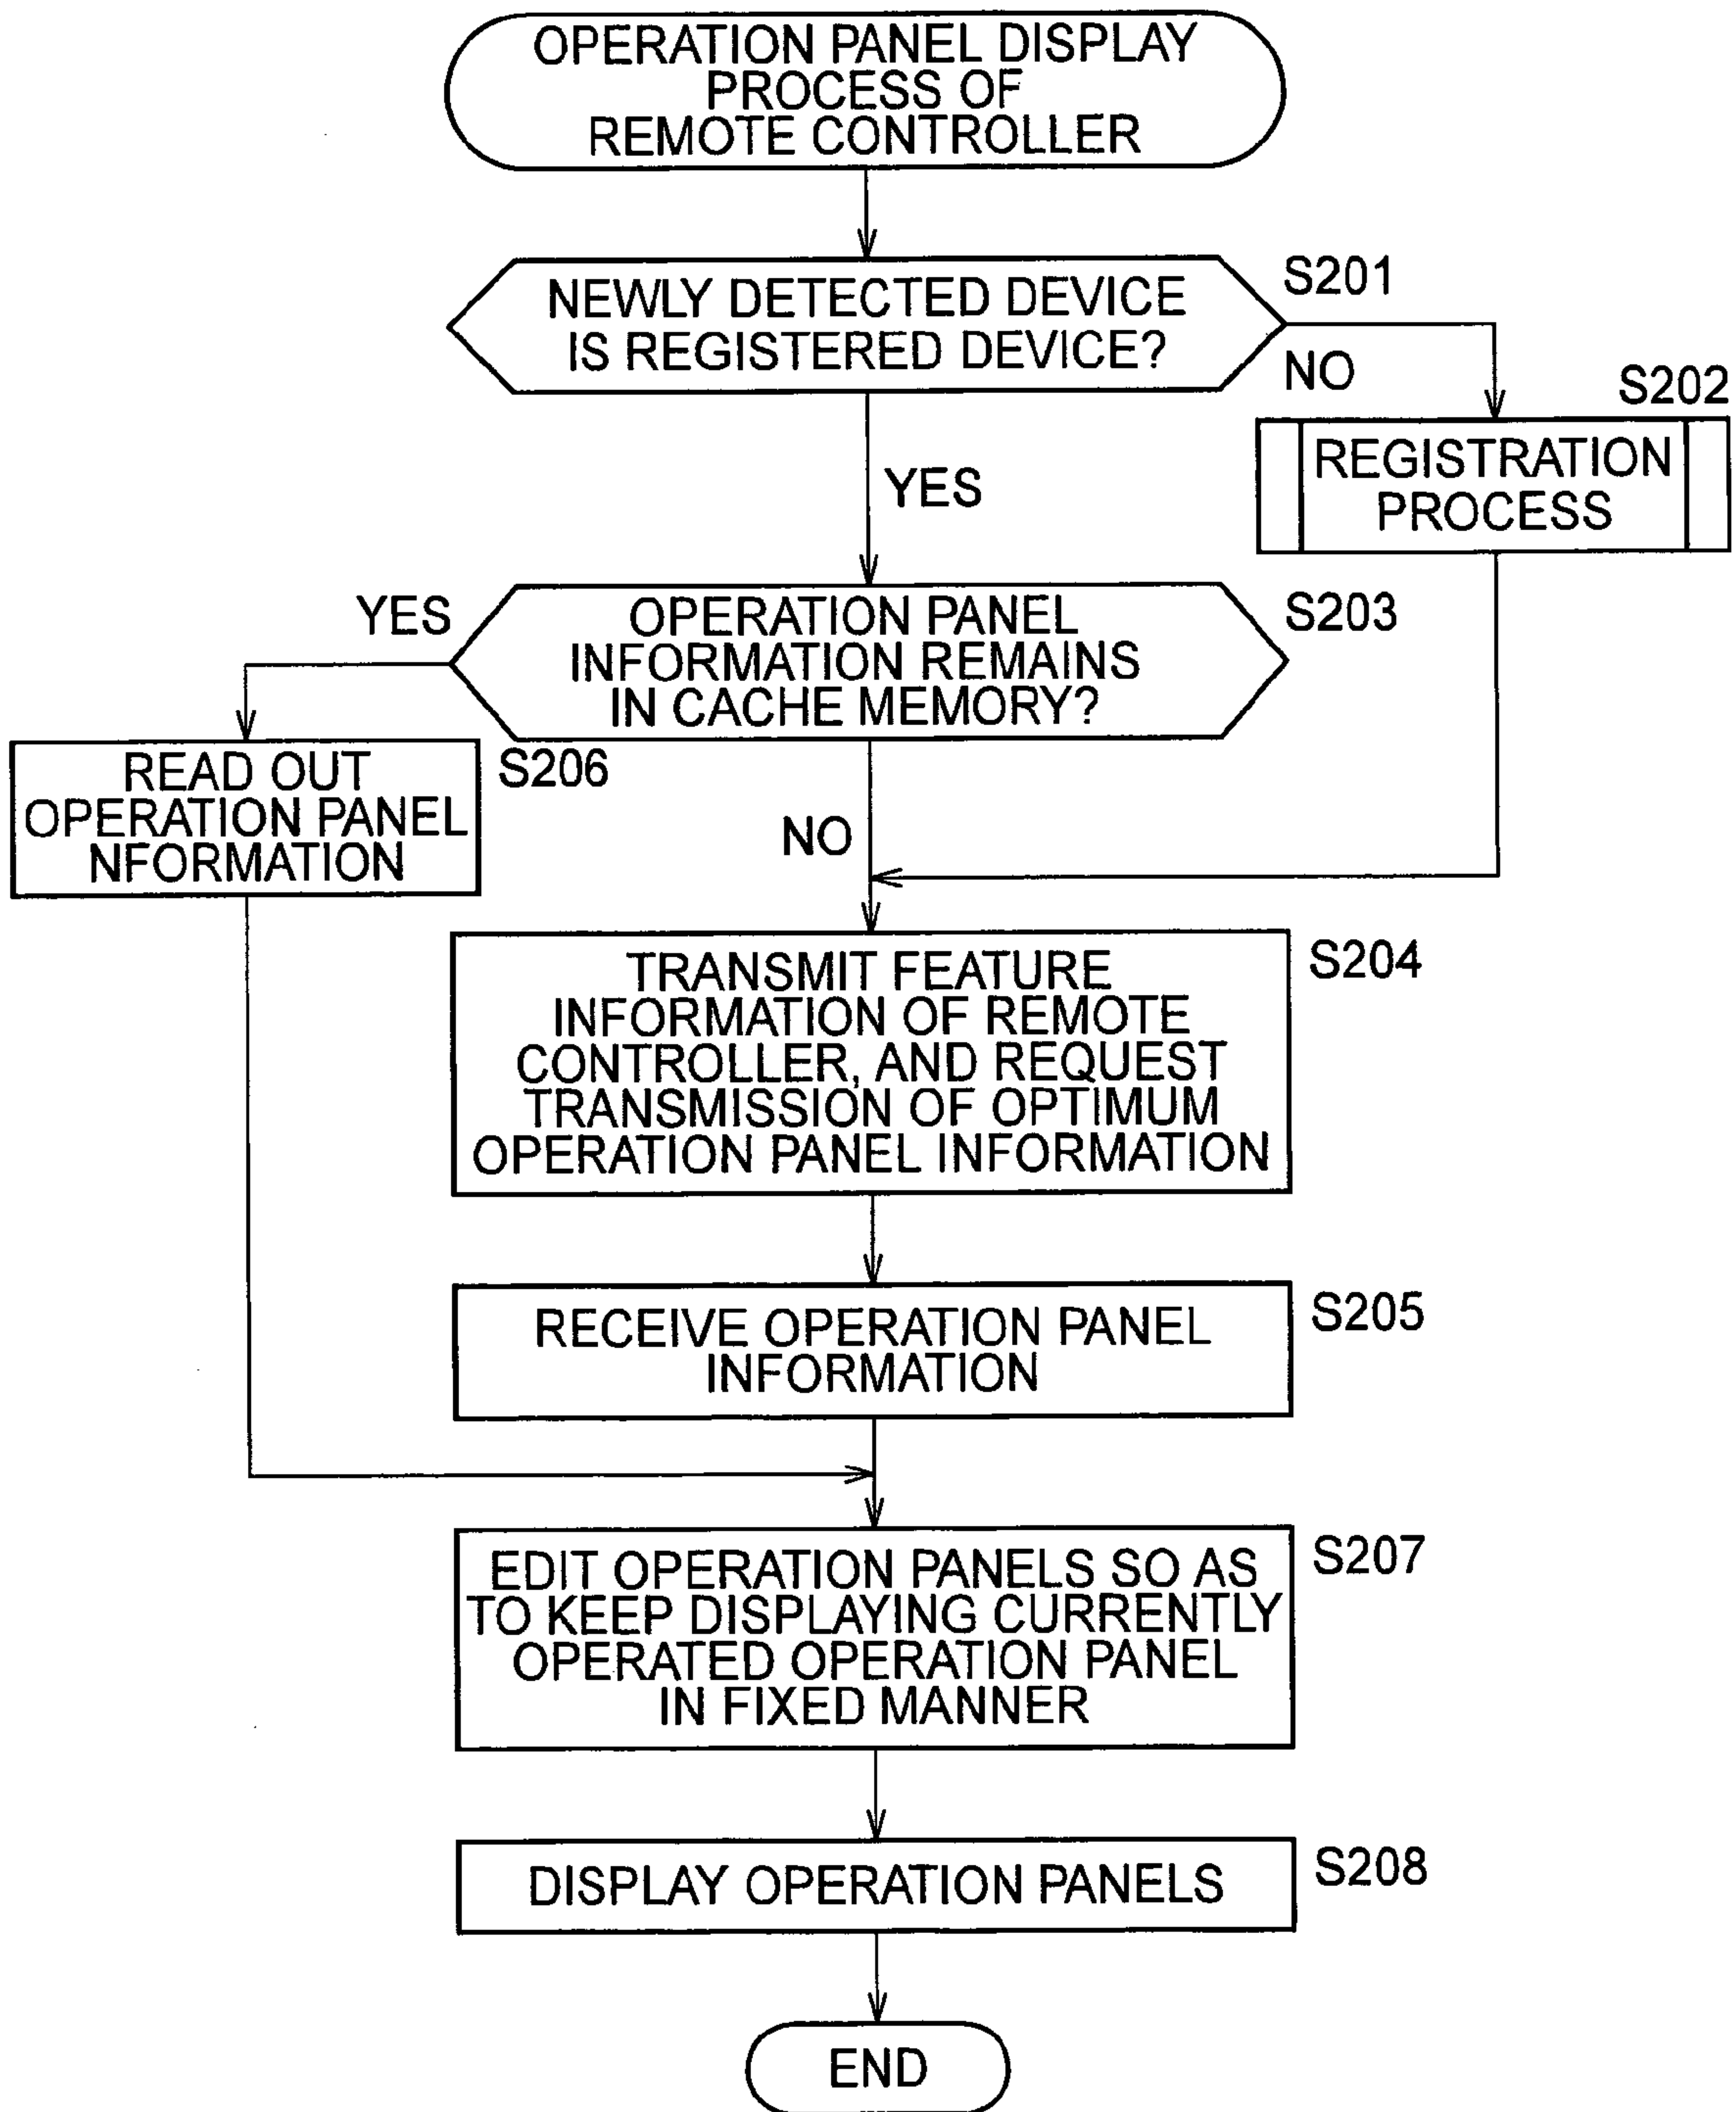 OPERATION PANEL DISPLAY
PROCESS OF
REMOTE CONTROLLER
S201
NEWLY DETECTED DEVICE
IS REGISTERED DEVICE?
NO
S202
REGISTRATION
PROCESS
YES
YES
S203
OPERATION PANEL
INFORMATION REMAINS
IN CACHE MEMORY?
S206
READ OUT
OPERATION PANEL
NFORMATION
NO
S204
TRANSMIT FEATURE
INFORMATION OF REMOTE
CONTROLLER, AND REQUEST
TRANSMISSION OF OPTIMUM
OPERATION PANEL INFORMATION
S205
RECEIVE OPERATION PANEL
INFORMATION
S207
EDIT OPERATION PANELS SO AS
TO KEEP DISPLAYING CURRENTLY
OPERATED OPERATION PANEL
IN FIXED MANNER
S208
DISPLAY OPERATION PANELS
END